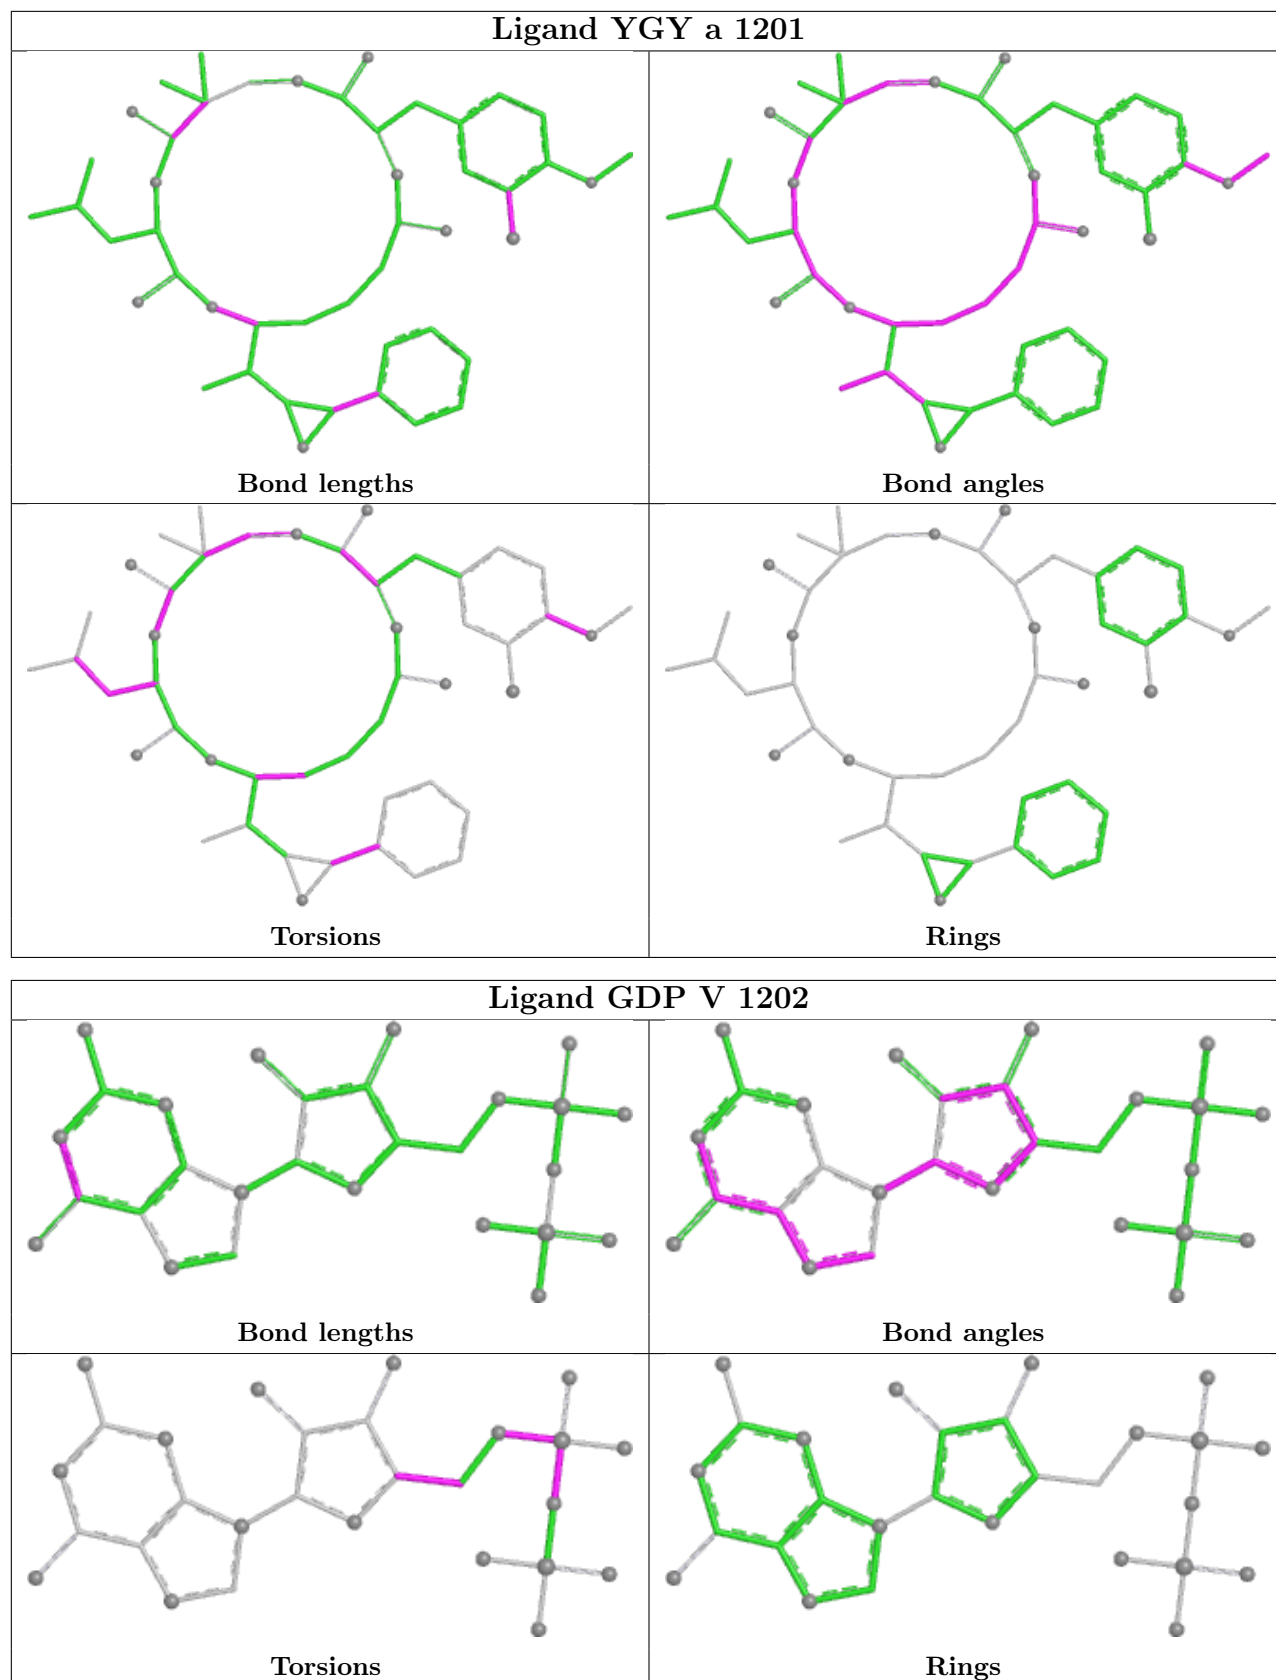 Ligand YGY a 1201
Bond lengths
Bond angles
Torsions
Rings
Ligand GDP V 1202
Bond lengths
Bond angles
Torsions
Rings